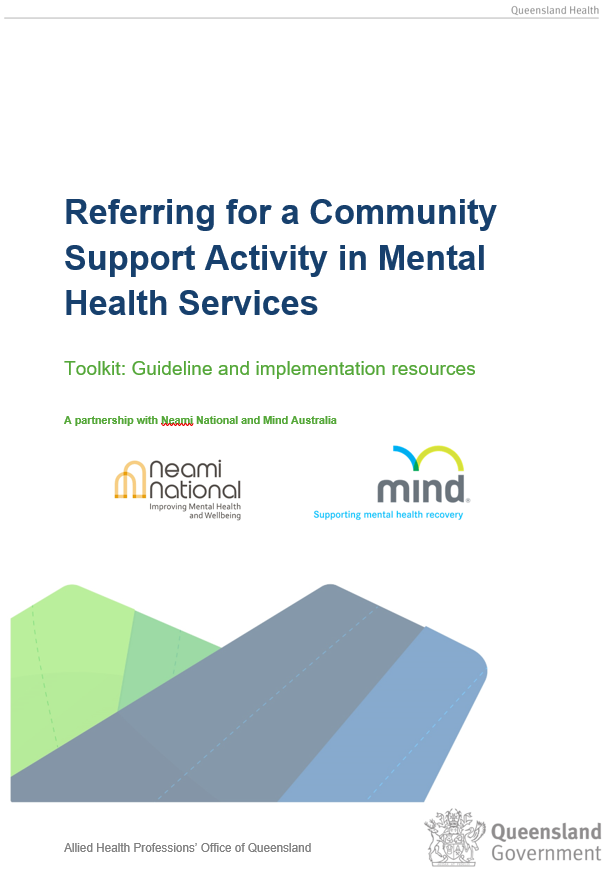 Queensland Health
Referring for a Community
Support Activity in Mental
Health Services
Toolkit: Guideline and implementation resources
A partnership with Neami National and Mind Australia
neami
national
Improving Mental Health
and Wellbeing
mind
Supporting mental health recovery
Allied Health Professions' Office of Queensland
Queensland
Government